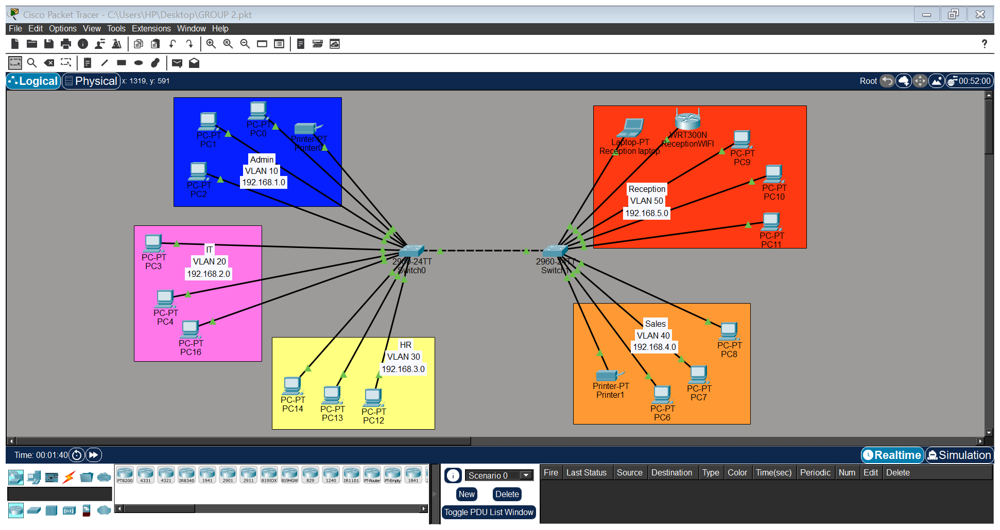 Cisco Packet Tracer - C:\Users\HP\Desktop\GROUP 2.pkt
File Edit Options View Tools Extensions Window Help
?
Logical Physical x: 1319, y: 591
Root 00:52:00
PC-PT
PC0
PC-PT
PC1
Printer-PT
Printer0
Admin
VLAN 10
192.168.1.0
PC-PT
PC2
Laptop-PT
Reception laptop
WRT300N
ReceptionWIFI
PC-PT
PC9
PC-PT
PC10
Reception
VLAN 50
192.168.5.0
PC-PT
PC11
PC-PT
PC3
IT
VLAN 20
192.168.2.0
PC-PT
PC4
PC-PT
PC16
2960-24TT
Switch0
2960-24TT
Switch1
HR
VLAN 30
192.168.3.0
PC-PT
PC14
PC-PT
PC13
PC-PT
PC12
Sales
VLAN 40
192.168.4.0
PC-PT
PC8
Printer-PT
Printer1
PC-PT
PC7
PC-PT
PC6
Time: 00:01:40
Realtime Simulation
PT8200 4331 4321 IR8340 1941 2901 2911 819IOX 819HGW 829 1240 IR1101 PT-Router PT-Empty 1841
Scenario 0
New Delete
Toggle PDU List Window
Fire Last Status Source Destination Type Color Time(sec) Periodic Num Edit Delete